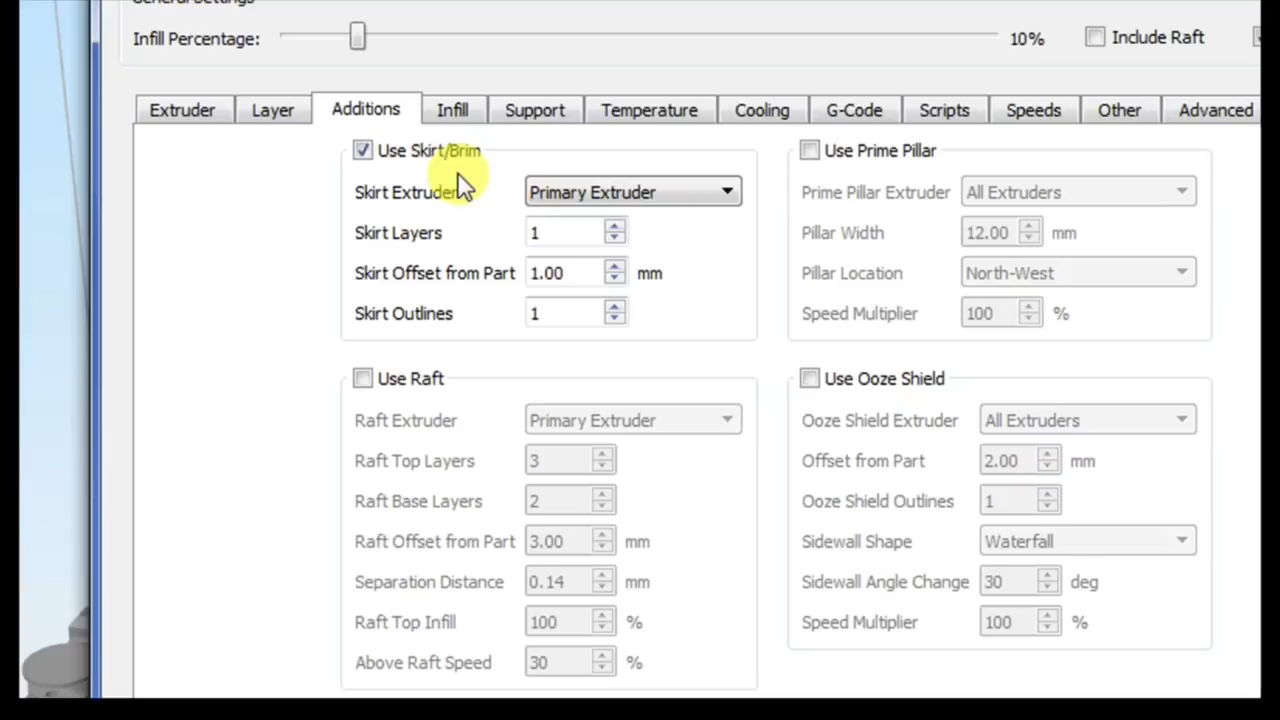 General Settings
Infill Percentage: 10% Include Raft
Extruder Layer Additions Infill Support Temperature Cooling G-Code Scripts Speeds Other Advanced
Use Skirt/Brim
Skirt Extruder Primary Extruder
Skirt Layers 1
Skirt Offset from Part 1.00 mm
Skirt Outlines 1
Use Prime Pillar
Prime Pillar Extruder All Extruders
Pillar Width 12.00 mm
Pillar Location North-West
Speed Multiplier 100 %
Use Raft
Raft Extruder Primary Extruder
Raft Top Layers 3
Raft Base Layers 2
Raft Offset from Part 3.00 mm
Separation Distance 0.14 mm
Raft Top Infill 100 %
Above Raft Speed 30 %
Use Ooze Shield
Ooze Shield Extruder All Extruders
Offset from Part 2.00 mm
Ooze Shield Outlines 1
Sidewall Shape Waterfall
Sidewall Angle Change 30 deg
Speed Multiplier 100 %